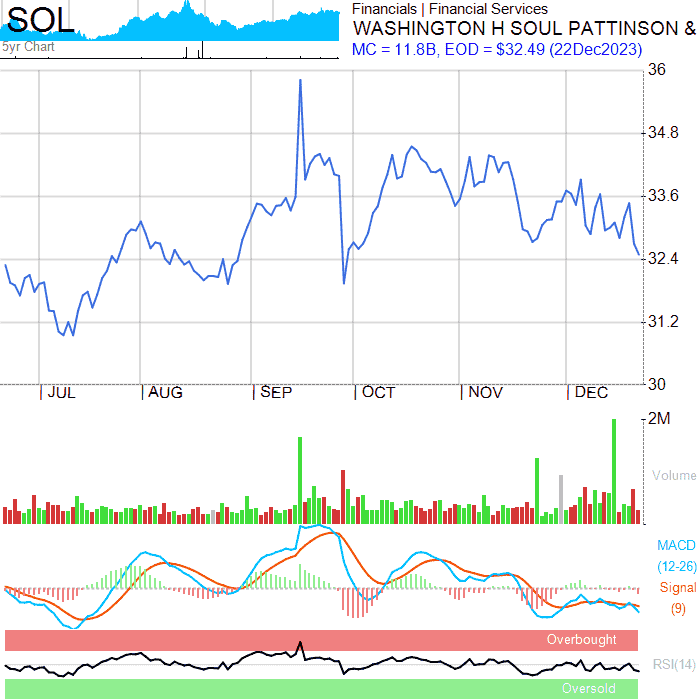 SOL
5yr Chart
Financials | Financial Services
WASHINGTON H SOUL PATTINSON &
MC = 11.8B, EOD = $32.49 (22Dec2023)
36
34.8
33.6
32.4
31.2
30
JUL AUG SEP OCT NOV DEC
2M
Volume
MACD
(12-26)
Signal
(9)
Overbought
RSI(14)
Oversold